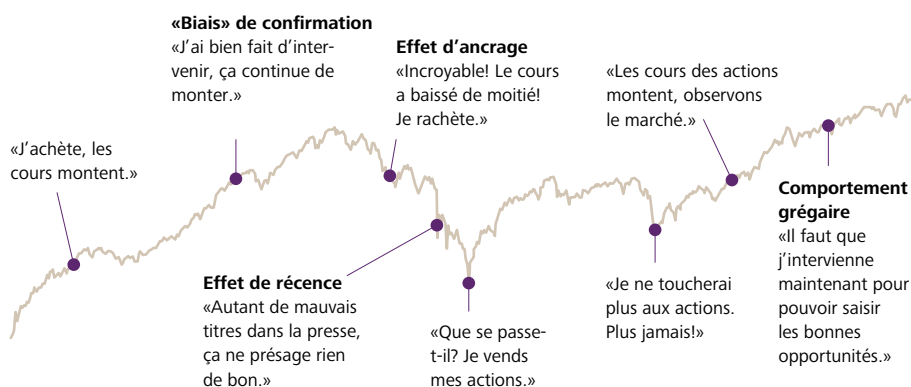 «J'achète, les
cours montent.»
«Biais» de confirmation
«J'ai bien fait d'inter-
venir, ça continue de
monter.»
Effet d'ancrage
«Incroyable! Le cours
a baissé de moitié!
Je rachète.»
Effet de récence
«Autant de mauvais
titres dans la presse,
ça ne présage rien
de bon.»
«Que se passe-
t-il? Je vends
mes actions.»
«Je ne toucherai
plus aux actions.
Plus jamais!»
«Les cours des actions
montent, observons
le marché.»
Comportement
grégaire
«Il faut que
j'intervienne
maintenant pour
pouvoir saisir
les bonnes
opportunités.»